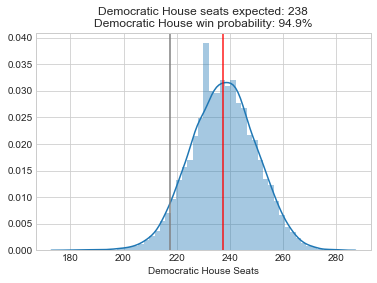 Democratic House seats expected: 238
Democratic House win probability: 94.9%
0.040
0.035
0.030
0.025
0.020
0.015
0.010
0.005
0.000
180 200 220 240 260 280
Democratic House Seats